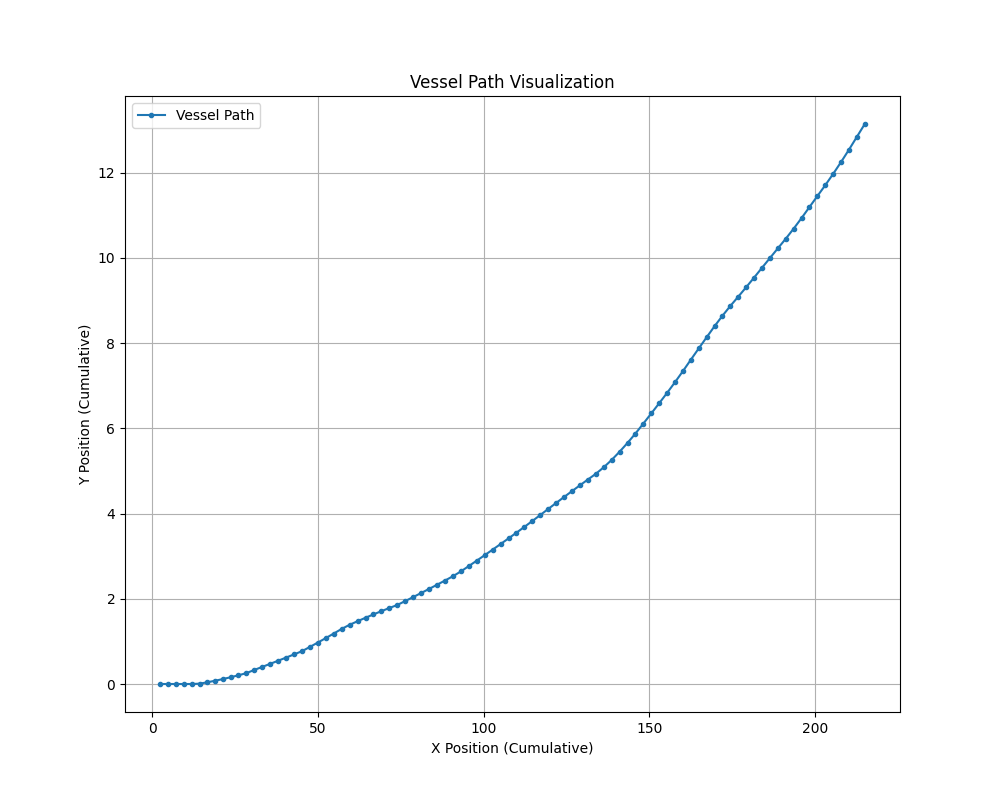 Vessel Path Visualization
Vessel Path
12
10
8
6
4
2
0
Y Position (Cumulative)
0 50 100 150 200
X Position (Cumulative)